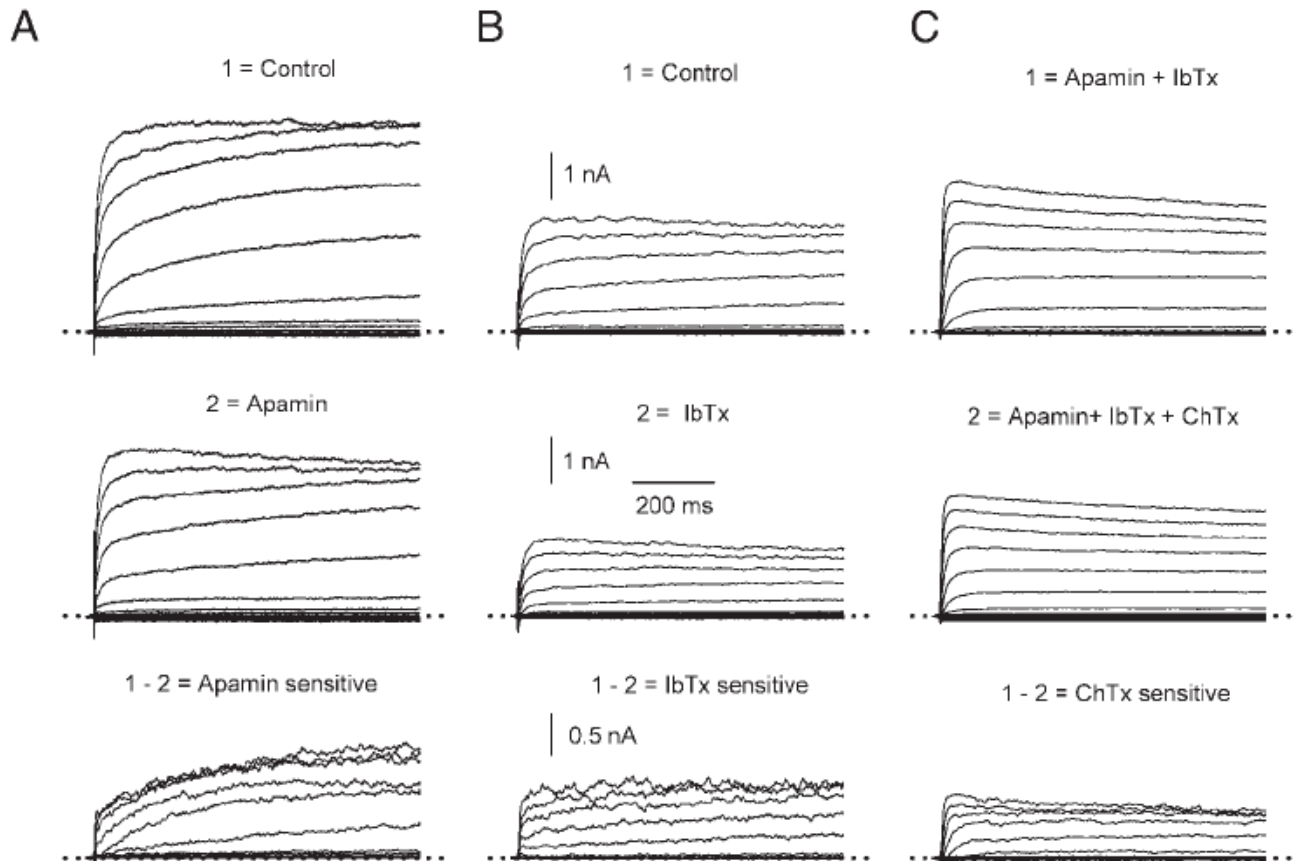 A
B
C
1 = Control
1 = Control
1 = Apamin + IbTx
1 nA
2 = Apamin
2 = IbTx
2 = Apamin+ IbTx + ChTx
1 nA
200 ms
1 - 2 = Apamin sensitive
1 - 2 = IbTx sensitive
1 - 2 = ChTx sensitive
0.5 nA